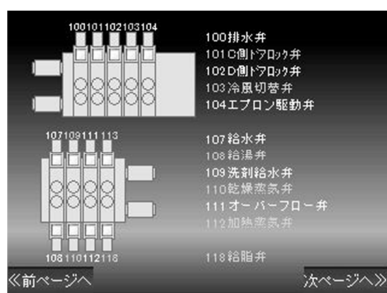 100101102103104
100排水弁
101C側ドアロック弁
102D側ドアロック弁
103冷風切替弁
104エプロン駆動弁
107109111113
107給水弁
108給湯弁
109洗剤給水弁
110乾燥蒸気弁
111オーバーフロー弁
112加熱蒸気弁
108110112118
118給脂弁
≪前ページへ
次ページへ≫